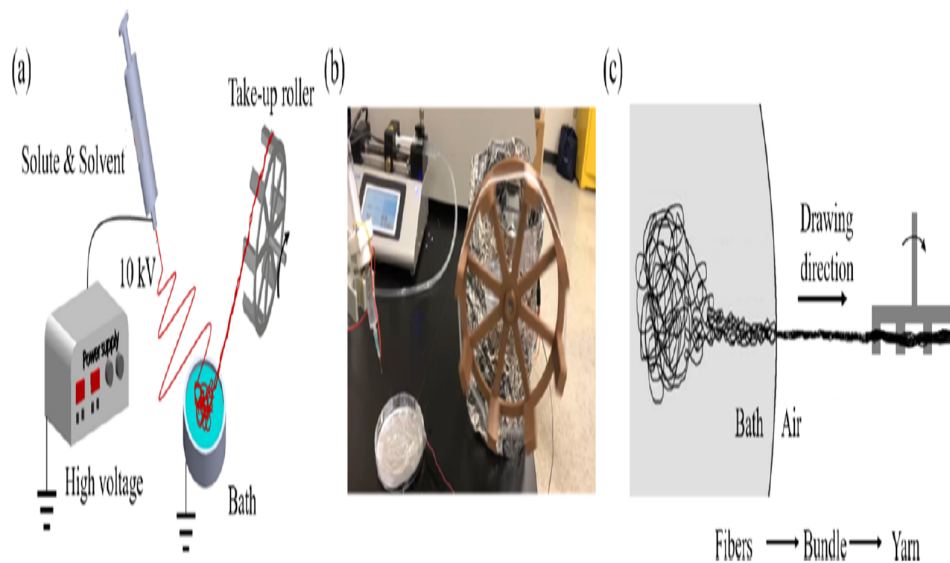 (a)
Solute & Solvent
Take-up roller
10 kV
Power supply
High voltage
Bath
(b)
(c)
Drawing
direction
Bath Air
Fibers → Bundle → Yarn